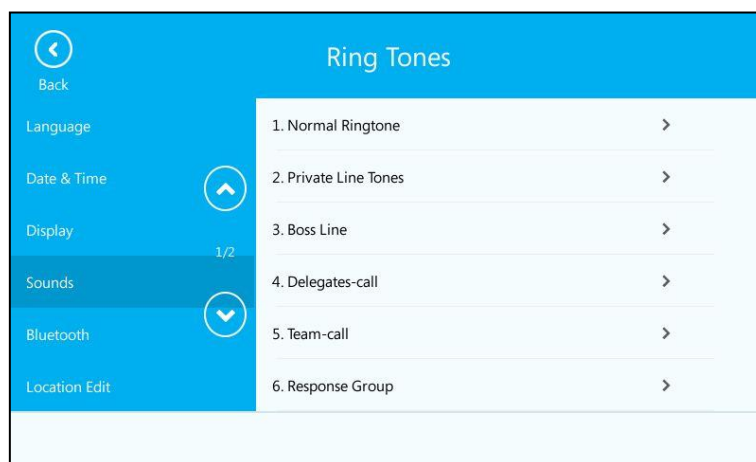 Ring Tones
Back
Language
Date & Time
Display
1/2
Sounds
Bluetooth
Location Edit
1. Normal Ringtone
2. Private Line Tones
3. Boss Line
4. Delegates-call
5. Team-call
6. Response Group